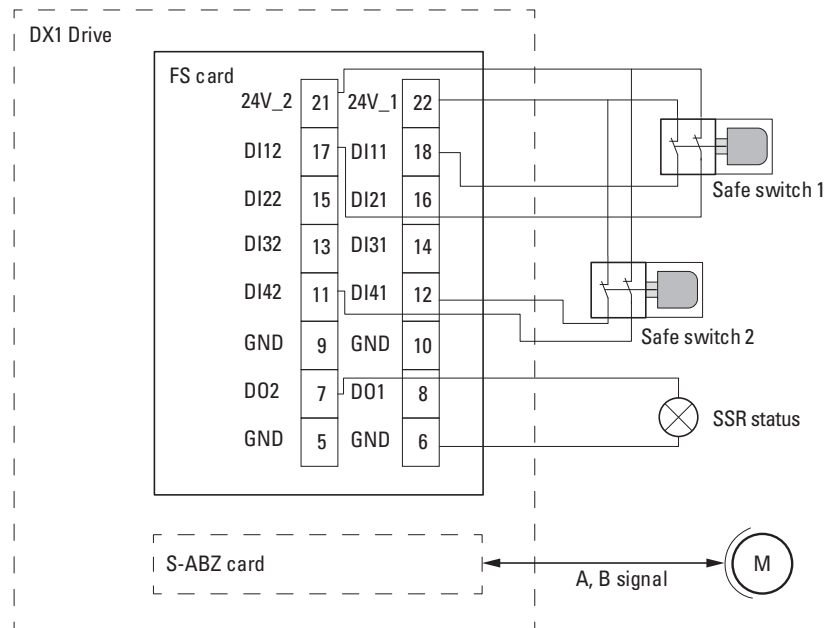 DX1 Drive
FS card
24V_2 21 24V_1 22
DI12 17 DI11 18
DI22 15 DI21 16
DI32 13 DI31 14
DI42 11 DI41 12
GND 9 GND 10
DO2 7 DO1 8
GND 5 GND 6
Safe switch 1
Safe switch 2
SSR status
S-ABZ card
A, B signal
M